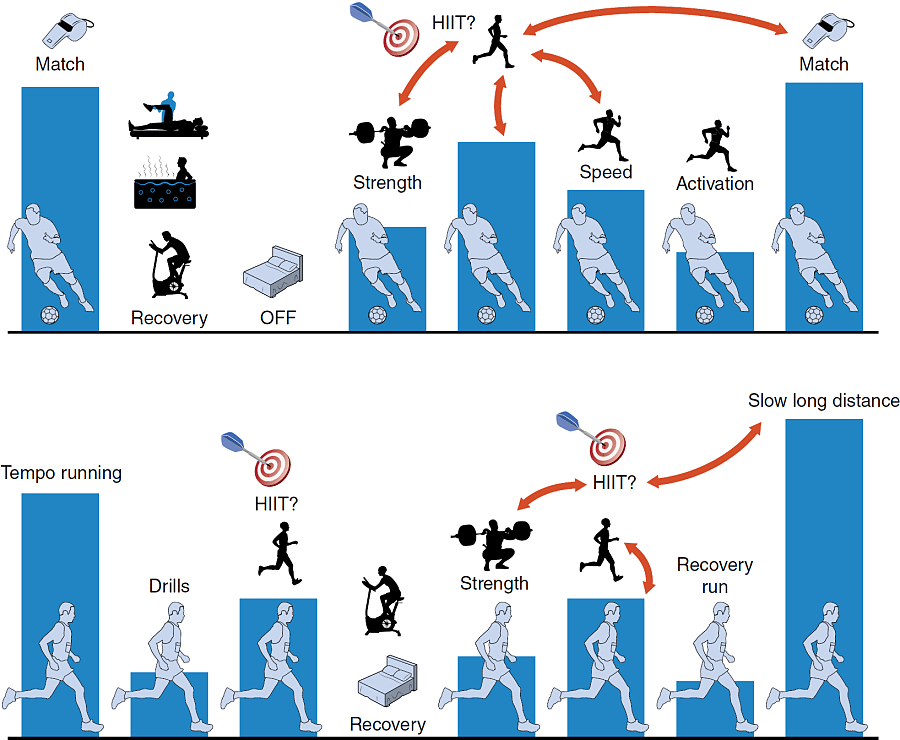 HIIT?
Match
Match
Strength
Speed
Activation
Recovery
OFF
Slow long distance
Tempo running
HIIT?
HIIT?
Drills
Strength
Recovery
run
Recovery